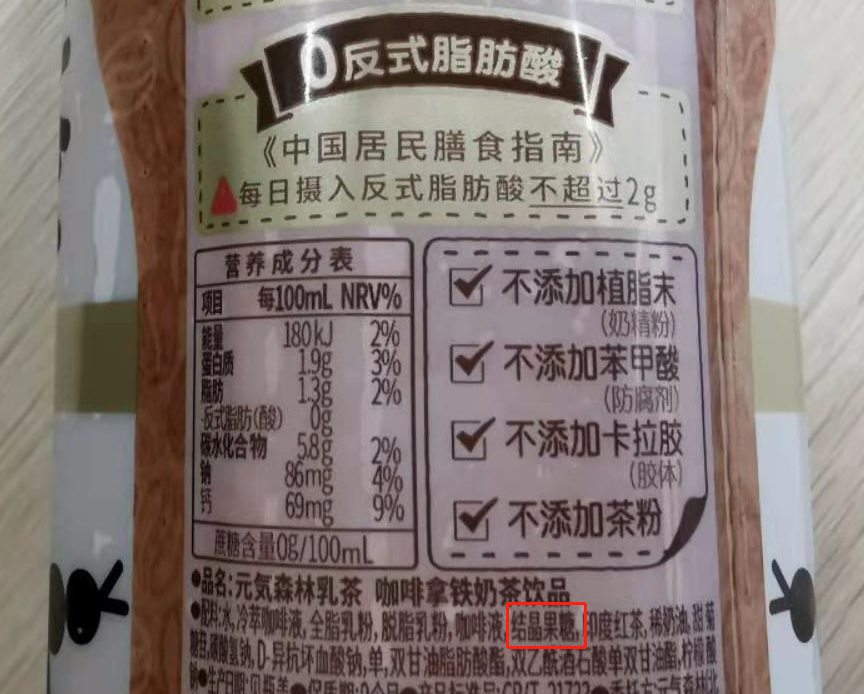 0反式脂肪酸
《中国居民膳食指南》
每日摄入反式脂肪酸不超过2g
营养成分表
项目 每100mL NRV%
能量 180kJ 2%
蛋白质 1.9g 3%
脂肪 1.3g 2%
-反式脂肪(酸) 0g
碳水化合物 5.8g 2%
钠 86mg 4%
钙 69mg 9%
蔗糖含量0g/100mL
不添加植脂末
(奶精粉)
不添加苯甲酸
(防腐剂)
不添加卡拉胶
(胶体)
不添加茶粉
●品名:元气森林乳茶 咖啡拿铁奶茶饮品
●配料:水,冷萃咖啡液,全脂乳粉,脱脂乳粉,咖啡液,结晶果糖,印度红茶,稀奶油,甜菊
糖苷,碳酸氢钠,D-异抗坏血酸钠,单,双甘油脂肪酸酯,双乙酰酒石酸单双甘油酯,柠檬酸